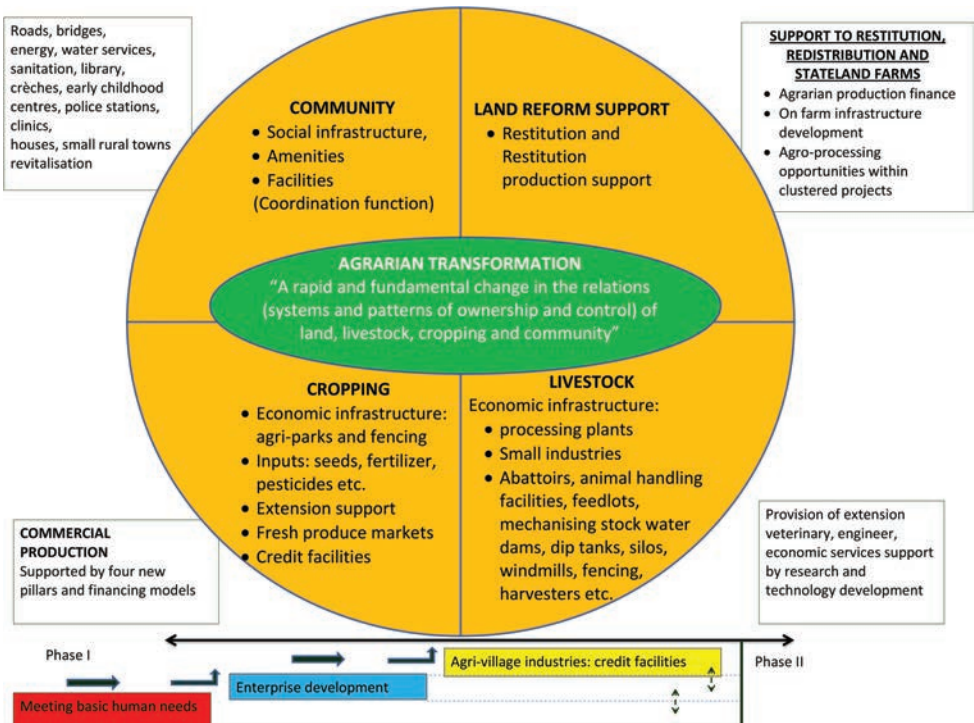 Roads, bridges,
energy, water services,
sanitation, library,
crèches, early childhood
centres, police stations,
clinics,
houses, small rural towns
revitalisation
SUPPORT TO RESTITUTION,
REDISTRIBUTION AND
STATELAND FARMS
• Agrarian production finance
• On farm infrastructure
development
• Agro-processing
opportunities within
clustered projects
COMMUNITY
• Social infrastructure,
• Amenities
• Facilities
(Coordination function)
LAND REFORM SUPPORT
• Restitution and
Restitution
production support
AGRARIAN TRANSFORMATION
“A rapid and fundamental change in the relations
(systems and patterns of ownership and control) of
land, livestock, cropping and community”
CROPPING
• Economic infrastructure:
agri-parks and fencing
• Inputs: seeds, fertilizer,
pesticides etc.
• Extension support
• Fresh produce markets
• Credit facilities
LIVESTOCK
Economic infrastructure:
• processing plants
• Small industries
• Abattoirs, animal handling
facilities, feedlots,
mechanising stock water
dams, dip tanks, silos,
windmills, fencing,
harvesters etc.
COMMERCIAL
PRODUCTION
Supported by four new
pillars and financing models
Provision of extension
veterinary, engineer,
economic services support
by research and
technology development
Phase I
Agri-village industries: credit facilities
Phase II
Enterprise development
Meeting basic human needs